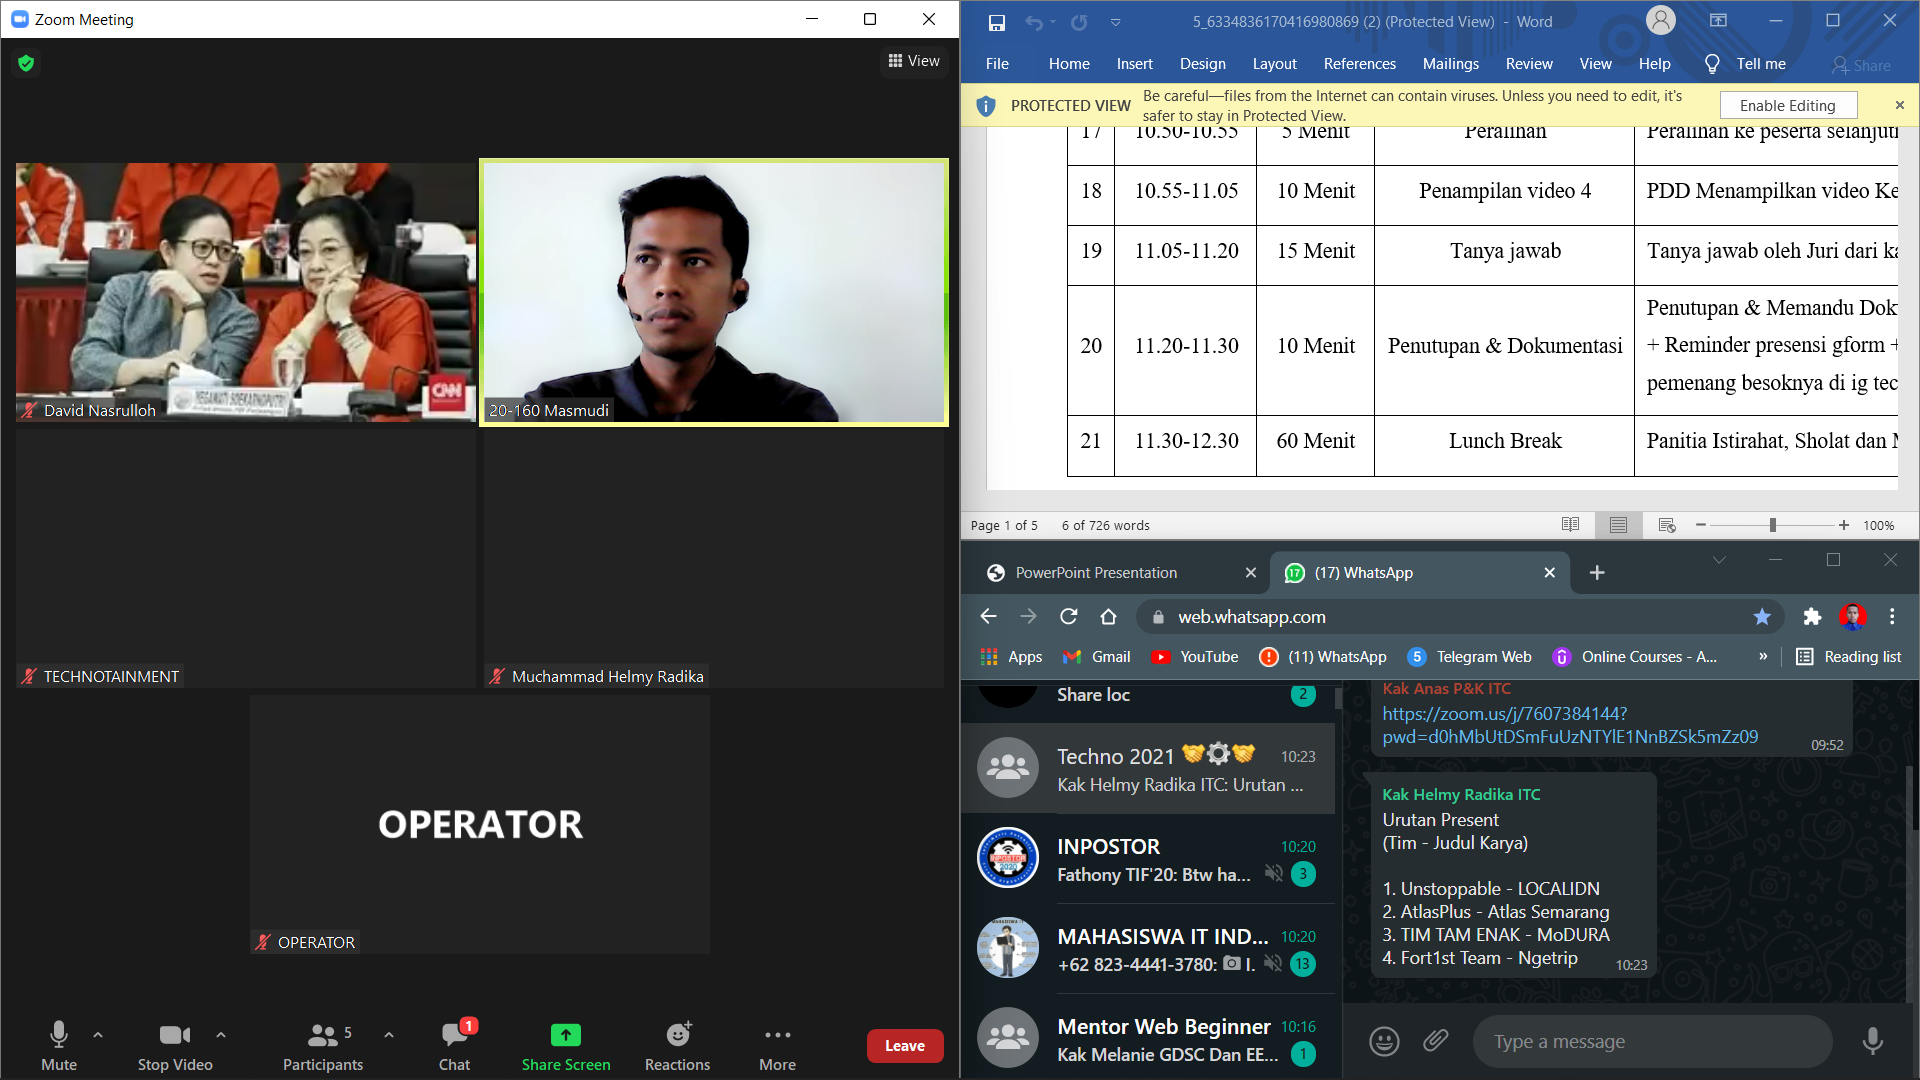 Zoom Meeting
View
MEGAWATI SOEKARNOPUTRI
CNN
David Nasrulloh
20-160 Masmudi
TECHNOTAINMENT
Muchammad Helmy Radika
OPERATOR
OPERATOR
Mute
Stop Video
5
Participants
1
Chat
Share Screen
Reactions
More
Leave
5_6334836170416980869 (2) (Protected View) - Word
File Home Insert Design Layout References Mailings Review View Help Tell me Share
PROTECTED VIEW Be careful—files from the Internet can contain viruses. Unless you need to edit, it's
safer to stay in Protected View.
Enable Editing
17 10.50-10.55 5 Menit Peralihan Peralihan ke peserta selanjutn
18 10.55-11.05 10 Menit Penampilan video 4 PDD Menampilkan video Ke
19 11.05-11.20 15 Menit Tanya jawab Tanya jawab oleh Juri dari ka
20 11.20-11.30 10 Menit Penutupan & Dokumentasi Penutupan & Memandu Dok
+ Reminder presensi gform +
pemenang besoknya di ig tec
21 11.30-12.30 60 Menit Lunch Break Panitia Istirahat, Sholat dan M
Page 1 of 5 6 of 726 words 100%
PowerPoint Presentation
17 (17) WhatsApp
web.whatsapp.com
Apps Gmail YouTube (11) WhatsApp 5 Telegram Web Online Courses - A... » Reading list
Share loc 2
Techno 2021 🤝⚙️🤝 10:23
Kak Helmy Radika ITC: Urutan ...
INPOSTOR 10:20
Fathony TIF'20: Btw ha... 3
MAHASISWA IT IND... 10:20
+62 823-4441-3780: I. 13
Mentor Web Beginner 10:16
Kak Melanie GDSC Dan EE... 1
Kak Anas P&K ITC
https://zoom.us/j/7607384144?
pwd=d0hMbUtDSmFuUzNTYlE1NnBZSk5mZz09
09:52
Kak Helmy Radika ITC
Urutan Present
(Tim - Judul Karya)
1. Unstoppable - LOCALIDN
2. AtlasPlus - Atlas Semarang
3. TIM TAM ENAK - MoDURA
4. Fort1st Team - Ngetrip
10:23
Type a message